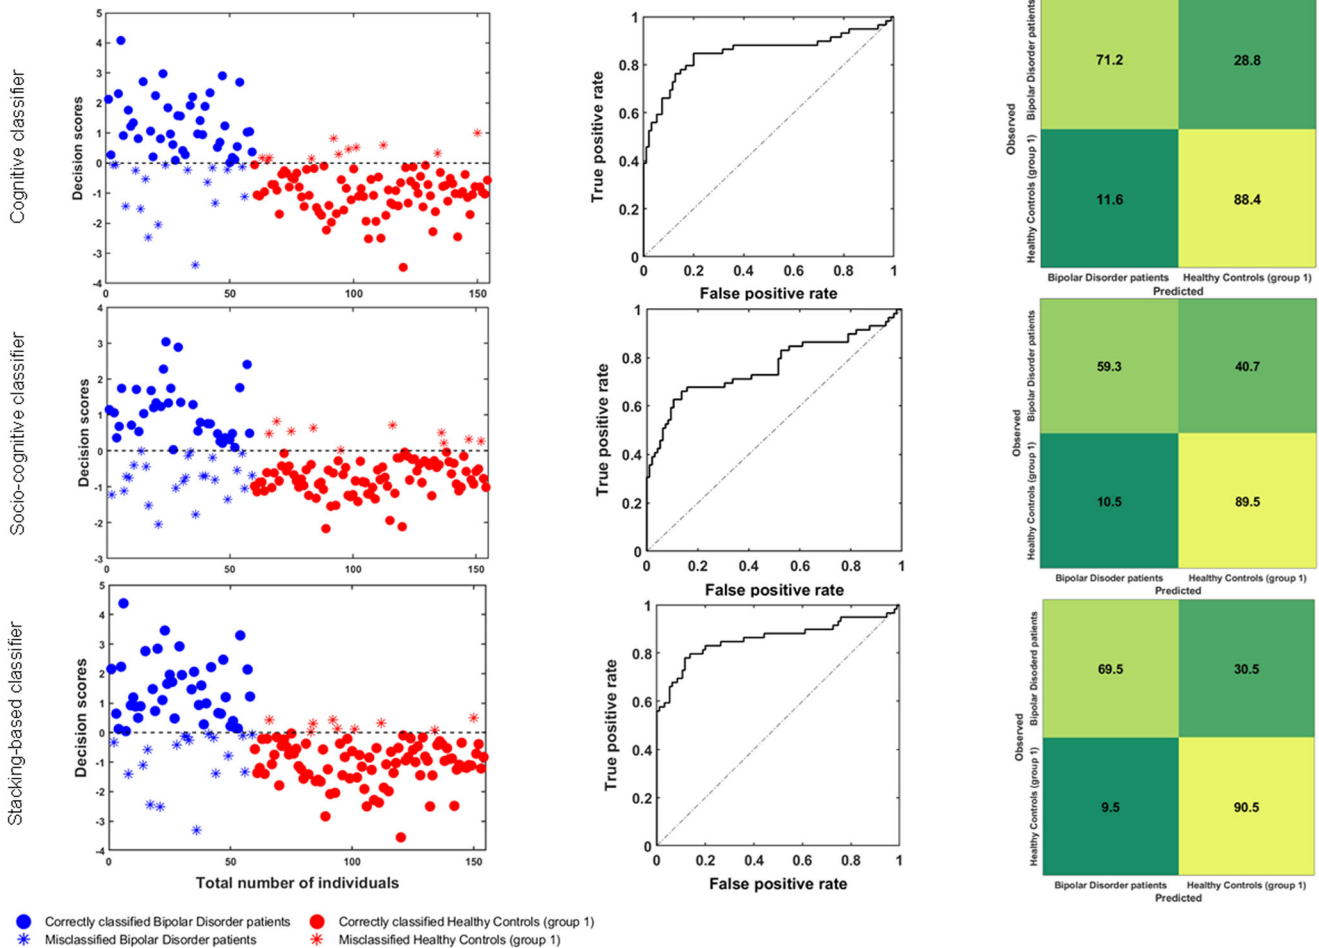 Cognitive classifier
Decision scores
5
4
3
2
1
0
-1
-2
-3
-4
0
50
100
150
True positive rate
1
0.8
0.6
0.4
0.2
0
0
0.2
0.4
0.6
0.8
1
False positive rate
Observed
Bipolar Disorder patients
Healthy Controls (group 1)
71.2
28.8
11.6
88.4
Bipolar Disorder patients
Healthy Controls (group 1)
Predicted
Socio-cognitive classifier
Decision scores
4
3
2
1
0
-1
-2
-3
0
50
100
150
True positive rate
1
0.8
0.6
0.4
0.2
0
0
0.2
0.4
0.6
0.8
1
False positive rate
Observed
Bipolar Disorder patients
Healthy Controls (group 1)
59.3
40.7
10.5
89.5
Bipolar Disoder patients
Healthy Controls (group 1)
Predicted
Stacking-based classifier
Decision scores
5
4
3
2
1
0
-1
-2
-3
-4
0
50
100
150
Total number of individuals
True positive rate
1
0.8
0.6
0.4
0.2
0
0
0.2
0.4
0.6
0.8
1
False positive rate
Observed
Bipolar Disoderd patients
Healthy Controls (group 1)
69.5
30.5
9.5
90.5
Bipolar Disorder patients
Healthy Controls (group 1)
Predicted
Correctly classified Bipolar Disorder patients
Correctly classified Healthy Controls (group 1)
Misclassified Bipolar Disorder patients
Misclassified Healthy Controls (group 1)